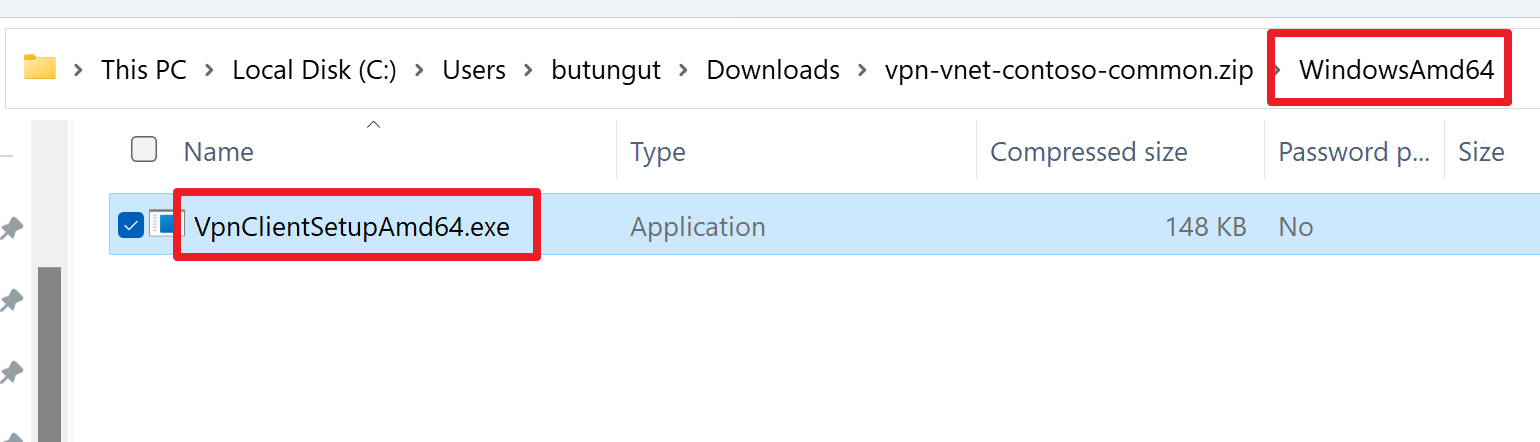 This PC > Local Disk (C:) > Users > butungut > Downloads > vpn-vnet-contoso-common.zip > WindowsAmd64
Name Type Compressed size Password p... Size
VpnClientSetupAmd64.exe Application 148 KB No